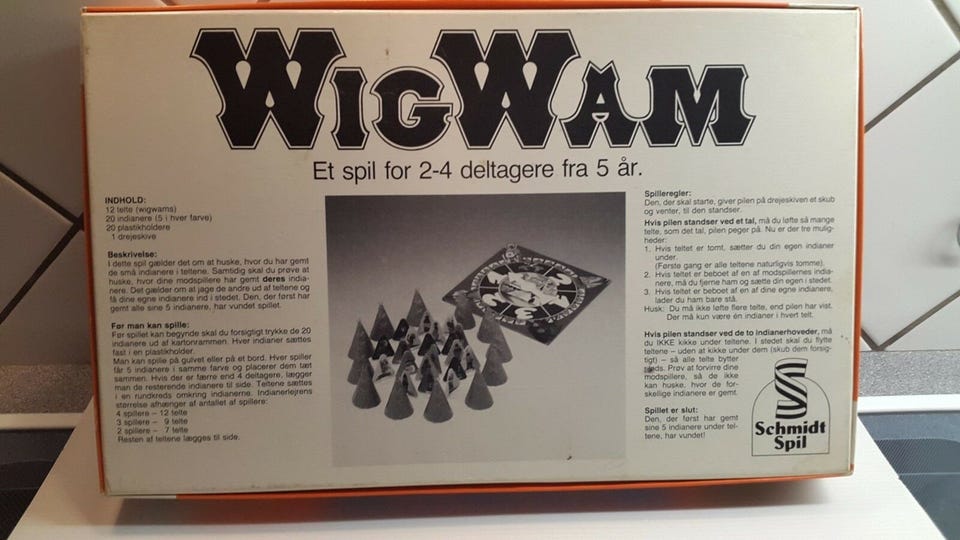 WIGWAM
Et spil for 2-4 deltagere fra 5 år.
INDHOLD:
12 telte (wigwams)
20 indianere (5 i hver farve)
20 plastikholdere
1 drejeskive
Beskrivelse:
I dette spil gælder det om at huske, hvor du har gemt
de små indianere i teltene. Samtidig skal du prøve at
huske, hvor dine modspillere har gemt deres india-
nere. Det gælder om at jage de andre ud af teltene og
få dine egne indianere ind i stedet. Den, der først har
gemt alle sine 5 indianere, har vundet spillet.
Før man kan spille:
Før spillet kan begynde skal du forsigtigt trykke de 20
indianere ud af kartonrammen. Hver indianer sættes
fast i en plastikholder.
Man kan spille på gulvet eller på et bord. Hver spiller
får 5 indianere i samme farve og placerer dem tæt
sammen. Hvis der er færre end 4 deltagere, lægger
man de resterende indianere til side. Teltene sættes
i en rundkreds omkring indianerne. Indianerlejrens
størrelse afhænger af antallet af spillere:
4 spillere – 12 telte
3 spillere – 9 telte
2 spillere – 7 telte
Resten af teltene lægges til side.
Spilleregler:
Den, der skal starte, giver pilen på drejeskiven et skub
og venter, til den standser.
Hvis pilen standser ved et tal, må du løfte så mange
telte, som det tal, pilen peger på. Nu er der tre mulig-
heder:
1. Hvis teltet er tomt, sætter du din egen indianer
under.
(Første gang er alle teltene naturligvis tomme).
2. Hvis teltet er beboet af en af modspillernes india-
nere, må du fjerne ham og sætte din egen i stedet.
3. Hvis teltet er beboet af en af dine egne indianere,
lader du ham bare stå.
Husk: Du må ikke løfte flere telte, end pilen har vist.
Der må kun være én indianer i hvert telt.
Hvis pilen standser ved de to indianerhoveder, må
du IKKE kikke under teltene. I stedet skal du flytte
teltene – uden at kikke under dem (skub dem forsig-
tigt) – så alle telte bytter
plads. Prøv at forvirre dine
modspillere, så de ikke
kan huske, hvor de for-
skellige indianere er gemt.
Spillet er slut:
Den, der først har gemt
sine 5 indianere under tel-
tene, har vundet!
Schmidt
Spil